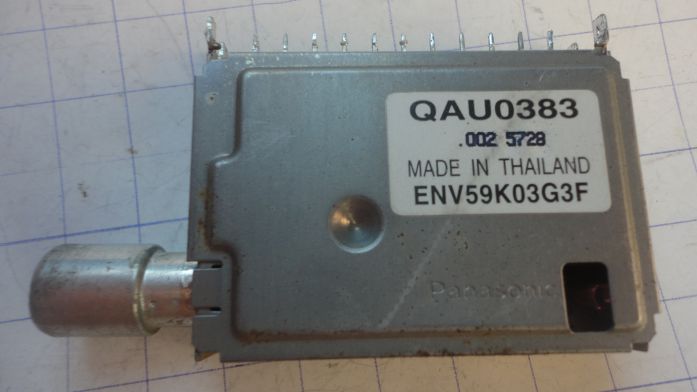 QAU0383
.002 5728
MADE IN THAILAND
ENV59K03G3F
Panasonic